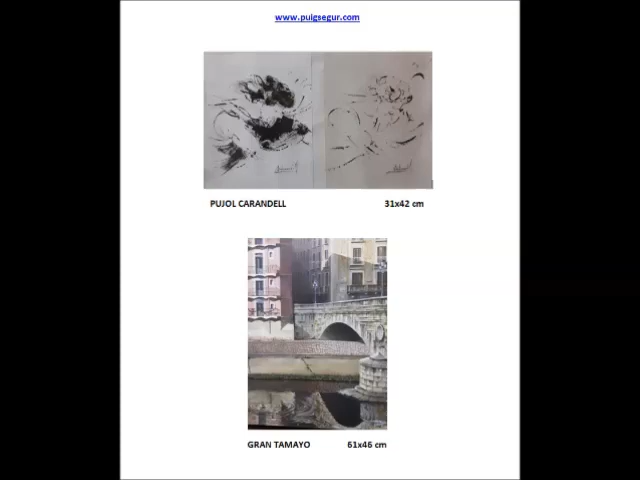 www.puigsegur.com
PUJOL CARANDELL 31x42 cm
GRAN TAMAYO 61x46 cm